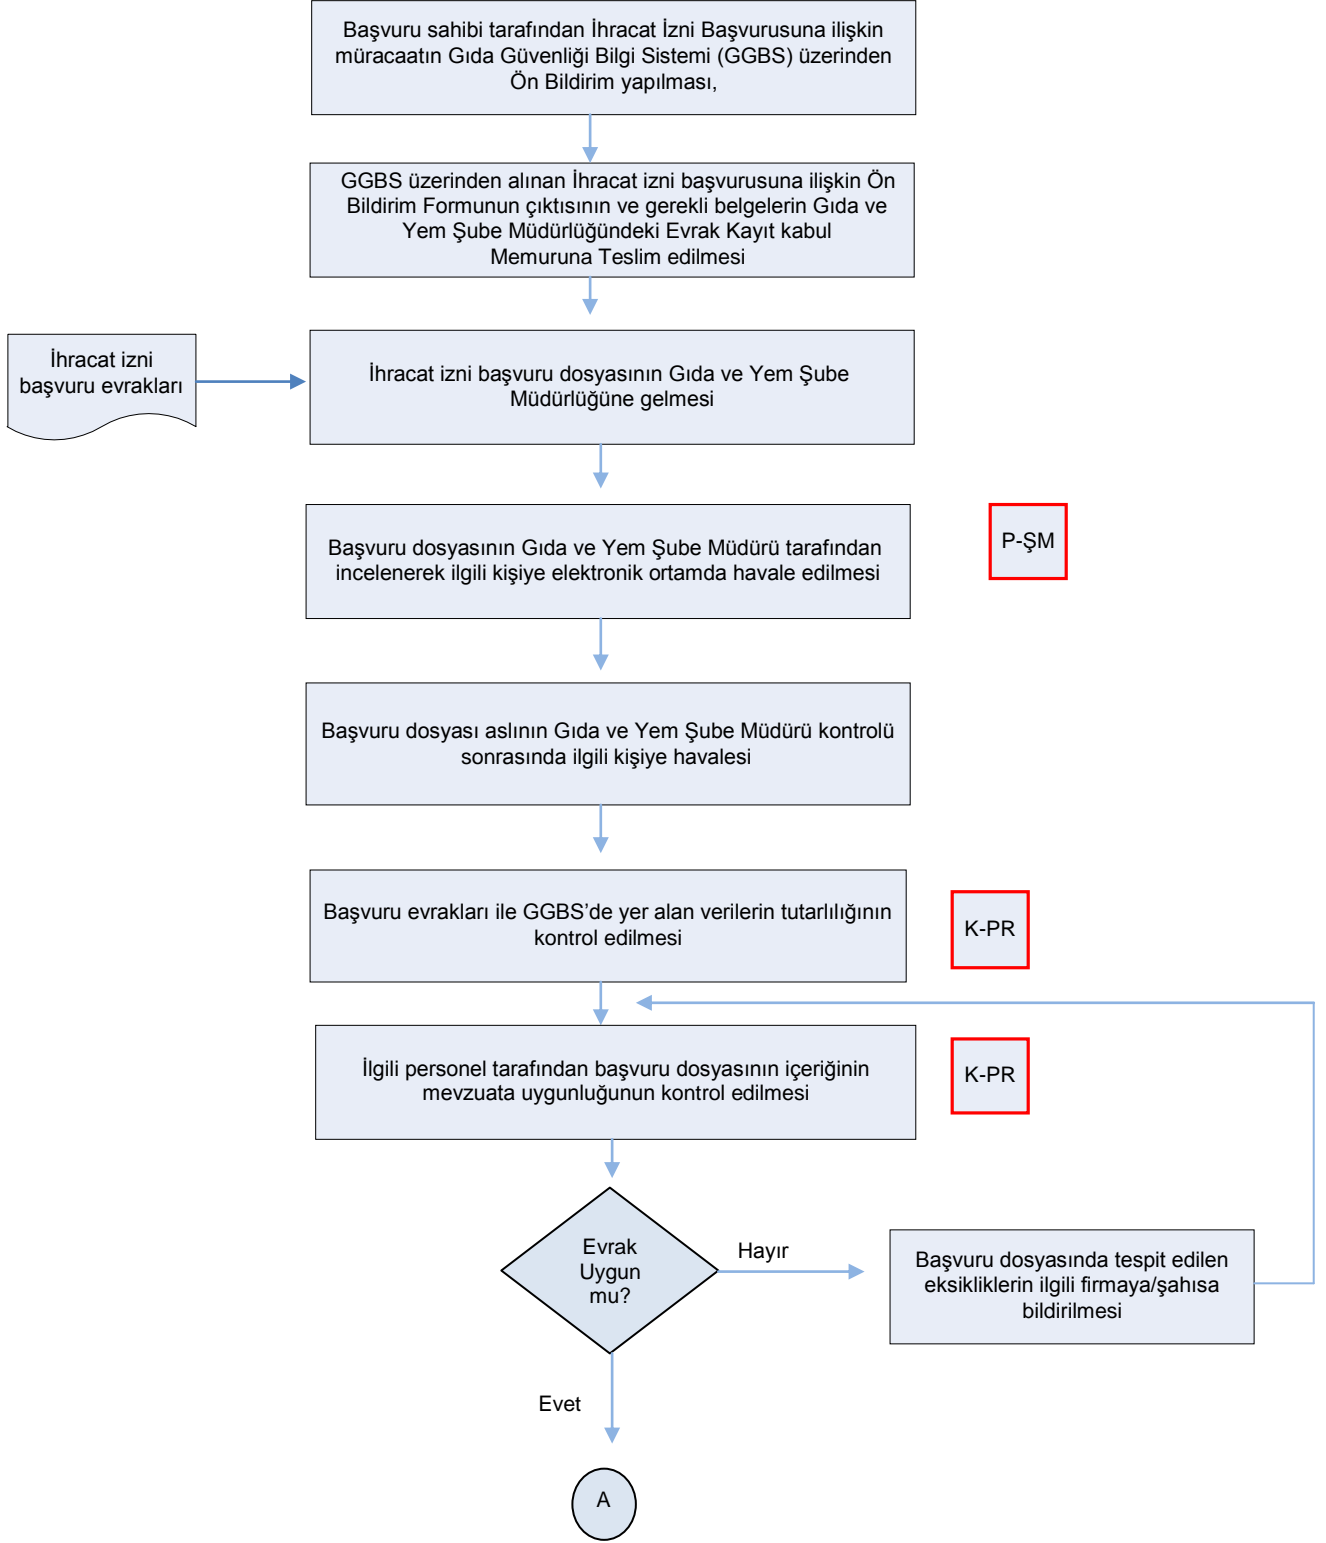 Başvuru sahibi tarafından İhracat İzni Başvurusuna ilişkin
müracaatın Gıda Güvenliği Bilgi Sistemi (GGBS) üzerinden
Ön Bildirim yapılması,
GGBS üzerinden alınan İhracat izni başvurusuna ilişkin Ön
Bildirim Formunun çıktısının ve gerekli belgelerin Gıda ve
Yem Şube Müdürlüğündeki Evrak Kayıt kabul
Memuruna Teslim edilmesi
İhracat izni
başvuru evrakları
İhracat izni başvuru dosyasının Gıda ve Yem Şube
Müdürlüğüne gelmesi
Başvuru dosyasının Gıda ve Yem Şube Müdürü tarafından
incelenerek ilgili kişiye elektronik ortamda havale edilmesi
P-ŞM
Başvuru dosyası aslının Gıda ve Yem Şube Müdürü kontrolü
sonrasında ilgili kişiye havalesi
Başvuru evrakları ile GGBS’de yer alan verilerin tutarlılığının
kontrol edilmesi
K-PR
İlgili personel tarafından başvuru dosyasının içeriğinin
mevzuata uygunluğunun kontrol edilmesi
K-PR
Evrak
Uygun
mu?
Hayır
Başvuru dosyasında tespit edilen
eksikliklerin ilgili firmaya/şahısa
bildirilmesi
Evet
A